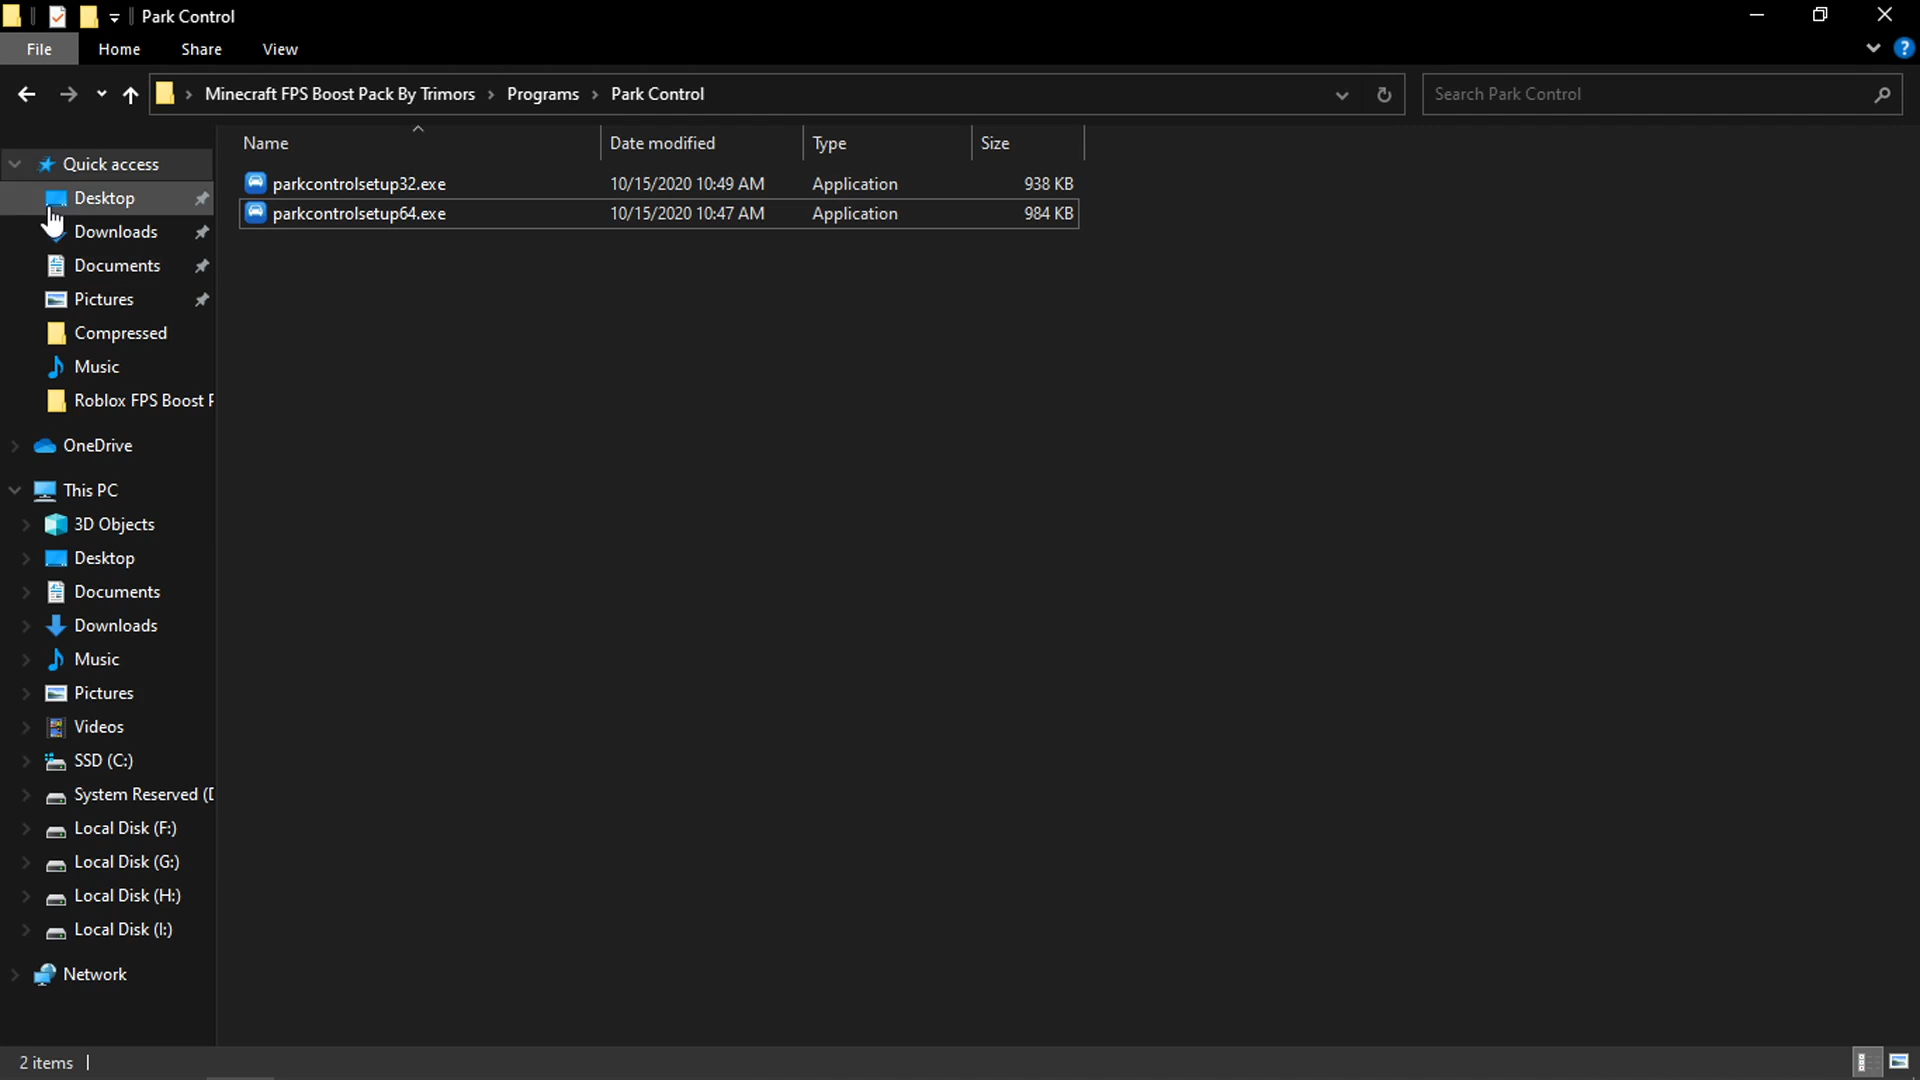 Park Control
File Home Share View
Minecraft FPS Boost Pack By Trimors Programs Park Control
Search Park Control
Name Date modified Type Size
parkcontrolsetup32.exe 10/15/2020 10:49 AM Application 938 KB
parkcontrolsetup64.exe 10/15/2020 10:47 AM Application 984 KB
Quick access
Desktop
Downloads
Documents
Pictures
Compressed
Music
Roblox FPS Boost P
OneDrive
This PC
3D Objects
Desktop
Documents
Downloads
Music
Pictures
Videos
SSD (C:)
System Reserved (D
Local Disk (F:)
Local Disk (G:)
Local Disk (H:)
Local Disk (I:)
Network
2 items